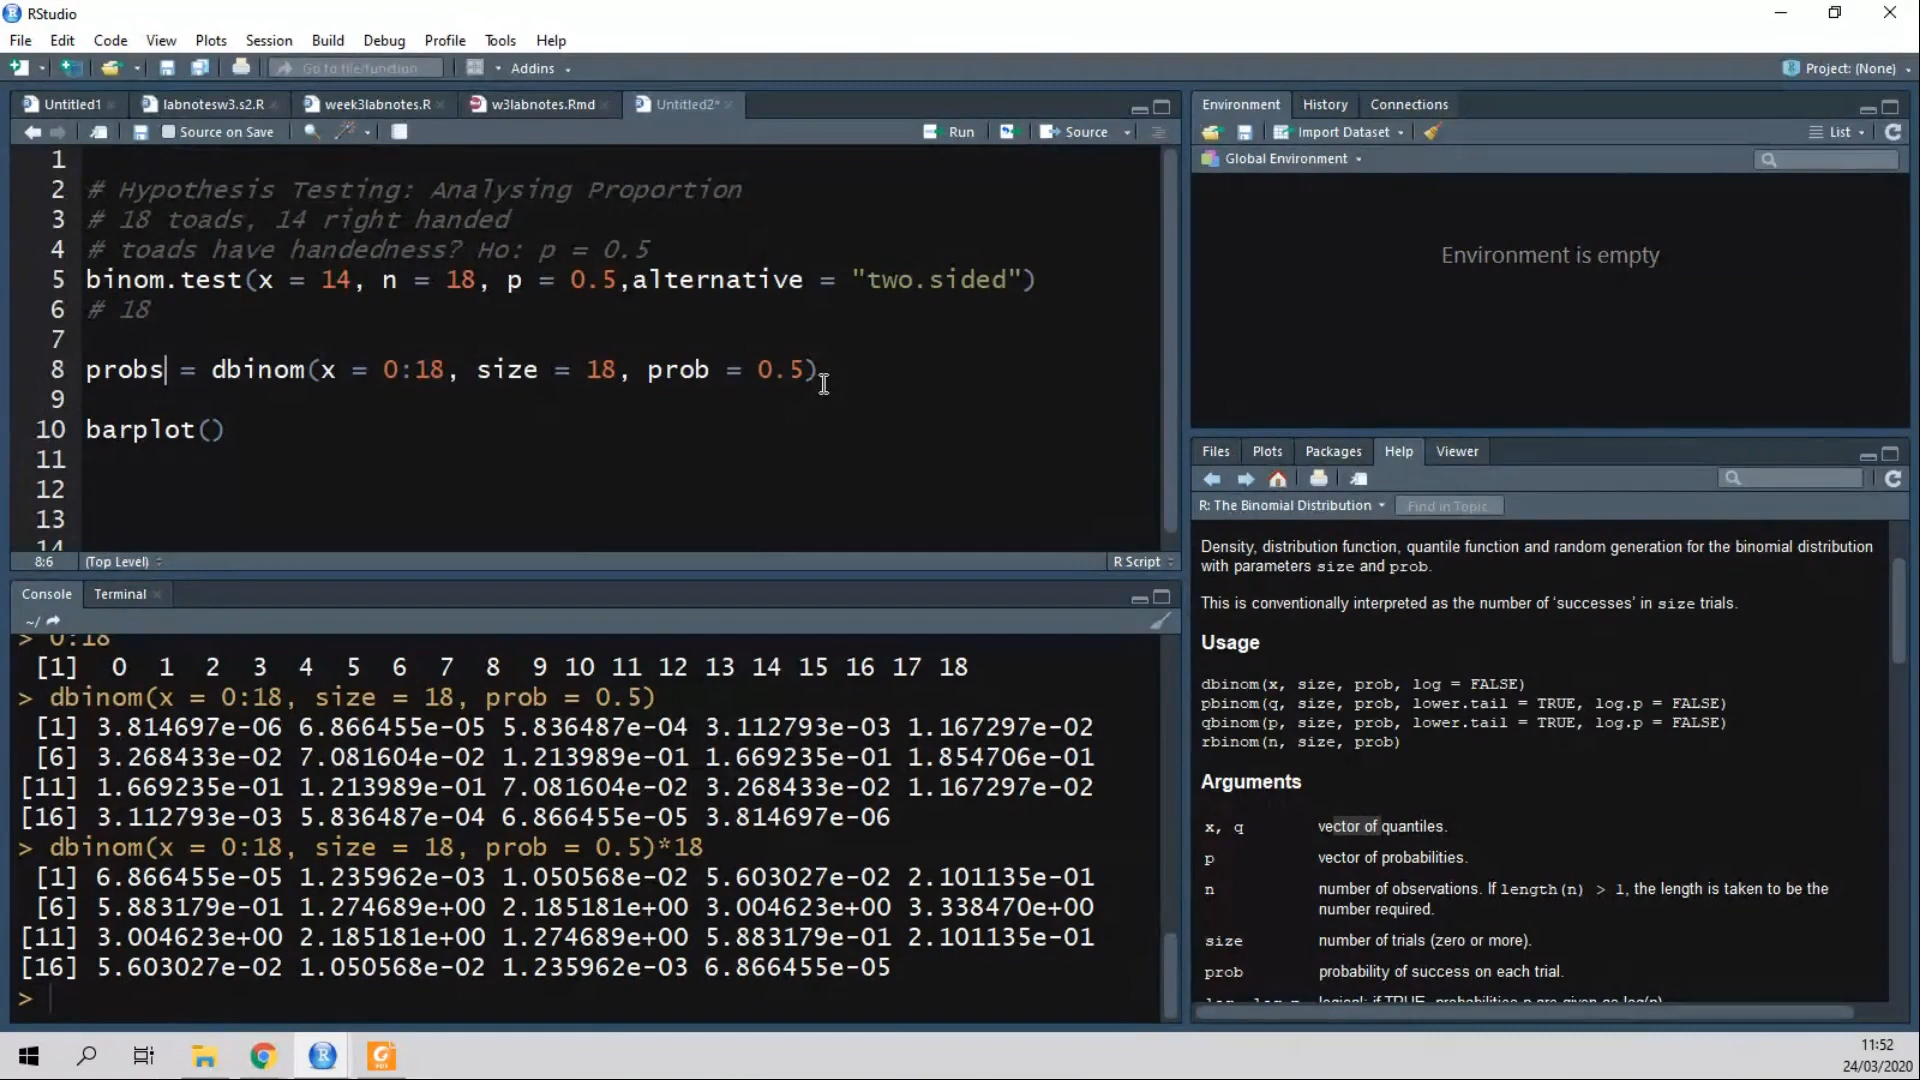 RStudio
File Edit Code View Plots Session Build Debug Profile Tools Help
Go to file/function Addins Project: (None)
Untitled1 labnotesw3.s2.R week3labnotes.R w3labnotes.Rmd Untitled2*
Source on Save Run Source
1
2 # Hypothesis Testing: Analysing Proportion
3 # 18 toads, 14 right handed
4 # toads have handedness? Ho: p = 0.5
5 binom.test(x = 14, n = 18, p = 0.5,alternative = "two.sided")
6 # 18
7
8 probs = dbinom(x = 0:18, size = 18, prob = 0.5)
9
10 barplot()
11
12
13
14
8:6 (Top Level) R Script
Console Terminal
~/
> 0:18
[1] 0 1 2 3 4 5 6 7 8 9 10 11 12 13 14 15 16 17 18
> dbinom(x = 0:18, size = 18, prob = 0.5)
[1] 3.814697e-06 6.866455e-05 5.836487e-04 3.112793e-03 1.167297e-02
[6] 3.268433e-02 7.081604e-02 1.213989e-01 1.669235e-01 1.854706e-01
[11] 1.669235e-01 1.213989e-01 7.081604e-02 3.268433e-02 1.167297e-02
[16] 3.112793e-03 5.836487e-04 6.866455e-05 3.814697e-06
> dbinom(x = 0:18, size = 18, prob = 0.5)*18
[1] 6.866455e-05 1.235962e-03 1.050568e-02 5.603027e-02 2.101135e-01
[6] 5.883179e-01 1.274689e+00 2.185181e+00 3.004623e+00 3.338470e+00
[11] 3.004623e+00 2.185181e+00 1.274689e+00 5.883179e-01 2.101135e-01
[16] 5.603027e-02 1.050568e-02 1.235962e-03 6.866455e-05
>
Environment History Connections
Import Dataset List
Global Environment
Environment is empty
Files Plots Packages Help Viewer
R: The Binomial Distribution Find in Topic
Density, distribution function, quantile function and random generation for the binomial distribution
with parameters size and prob.
This is conventionally interpreted as the number of ‘successes’ in size trials.
Usage
dbinom(x, size, prob, log = FALSE)
pbinom(q, size, prob, lower.tail = TRUE, log.p = FALSE)
qbinom(p, size, prob, lower.tail = TRUE, log.p = FALSE)
rbinom(n, size, prob)
Arguments
x, q vector of quantiles.
p vector of probabilities.
n number of observations. If length(n) > 1, the length is taken to be the
number required.
size number of trials (zero or more).
prob probability of success on each trial.
log, log.p logical; if TRUE, probabilities p are given as log(p).
11:52
24/03/2020